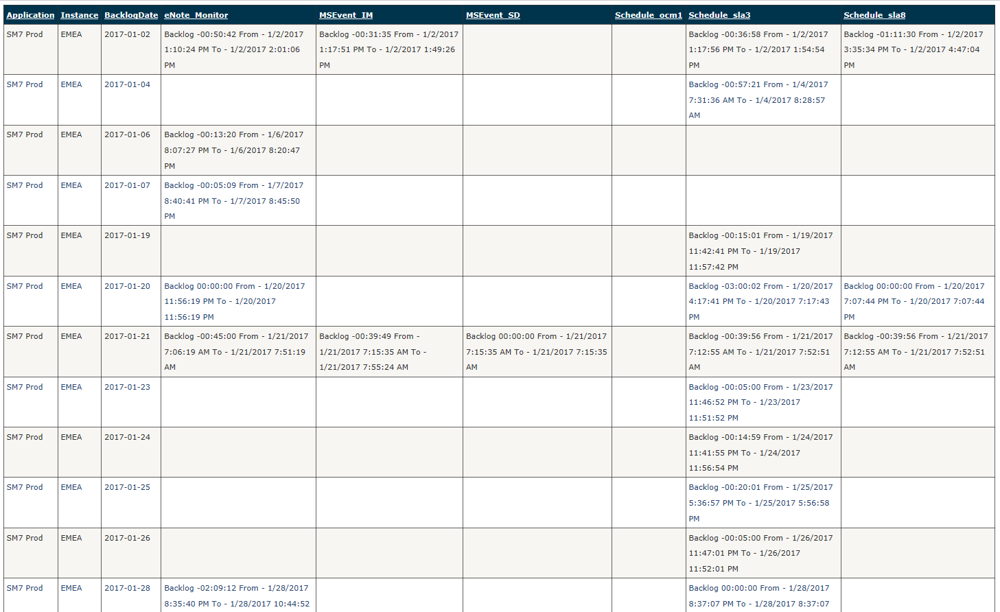 Application Instance BacklogDate eNote_Monitor MSEvent_IM MSEvent_SD Schedule_ocm1 Schedule_sla3 Schedule_sla8
SM7 Prod EMEA 2017-01-02 Backlog -00:50:42 From - 1/2/2017 Backlog -00:31:35 From - 1/2/2017 Backlog -00:36:58 From - 1/2/2017 Backlog -01:11:30 From - 1/2/2017
1:10:24 PM To - 1/2/2017 2:01:06 1:17:51 PM To - 1/2/2017 1:49:26 1:17:56 PM To - 1/2/2017 1:54:54 3:35:34 PM To - 1/2/2017 4:47:04
PM PM PM PM
SM7 Prod EMEA 2017-01-04 Backlog -00:57:21 From - 1/4/2017
7:31:36 AM To - 1/4/2017 8:28:57
AM
SM7 Prod EMEA 2017-01-06 Backlog -00:13:20 From - 1/6/2017
8:07:27 PM To - 1/6/2017 8:20:47
PM
SM7 Prod EMEA 2017-01-07 Backlog -00:05:09 From - 1/7/2017
8:40:41 PM To - 1/7/2017 8:45:50
PM
SM7 Prod EMEA 2017-01-19 Backlog -00:15:01 From - 1/19/2017
11:42:41 PM To - 1/19/2017
11:57:42 PM
SM7 Prod EMEA 2017-01-20 Backlog 00:00:00 From - 1/20/2017 Backlog -03:00:02 From - 1/20/2017 Backlog 00:00:00 From - 1/20/2017
11:56:19 PM To - 1/20/2017 4:17:41 PM To - 1/20/2017 7:17:43 7:07:44 PM To - 1/20/2017 7:07:44
11:56:19 PM PM PM
SM7 Prod EMEA 2017-01-21 Backlog -00:45:00 From - 1/21/2017 Backlog -00:39:49 From - Backlog 00:00:00 From - 1/21/2017 Backlog -00:39:56 From - 1/21/2017 Backlog -00:39:56 From - 1/21/2017
7:06:19 AM To - 1/21/2017 7:51:19 1/21/2017 7:15:35 AM To - 7:15:35 AM To - 1/21/2017 7:15:35 7:12:55 AM To - 1/21/2017 7:52:51 7:12:55 AM To - 1/21/2017 7:52:51
AM 1/21/2017 7:55:24 AM AM AM AM
SM7 Prod EMEA 2017-01-23 Backlog -00:05:00 From - 1/23/2017
11:46:52 PM To - 1/23/2017
11:51:52 PM
SM7 Prod EMEA 2017-01-24 Backlog -00:14:59 From - 1/24/2017
11:41:55 PM To - 1/24/2017
11:56:54 PM
SM7 Prod EMEA 2017-01-25 Backlog -00:20:01 From - 1/25/2017
5:36:57 PM To - 1/25/2017 5:56:58
PM
SM7 Prod EMEA 2017-01-26 Backlog -00:05:00 From - 1/26/2017
11:47:01 PM To - 1/26/2017
11:52:01 PM
SM7 Prod EMEA 2017-01-28 Backlog -02:09:12 From - 1/28/2017 Backlog 00:00:00 From - 1/28/2017
8:35:40 PM To - 1/28/2017 10:44:52 8:37:07 PM To - 1/28/2017 8:37:07